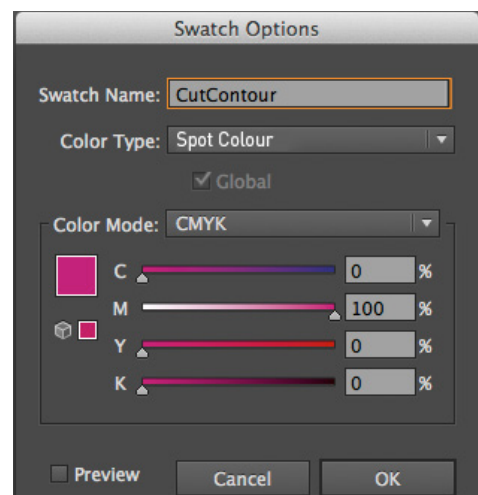 Swatch Options
Swatch Name: CutContour
Color Type: Spot Colour
Global
Color Mode: CMYK
C 0 %
M 100 %
Y 0 %
K 0 %
Preview Cancel OK